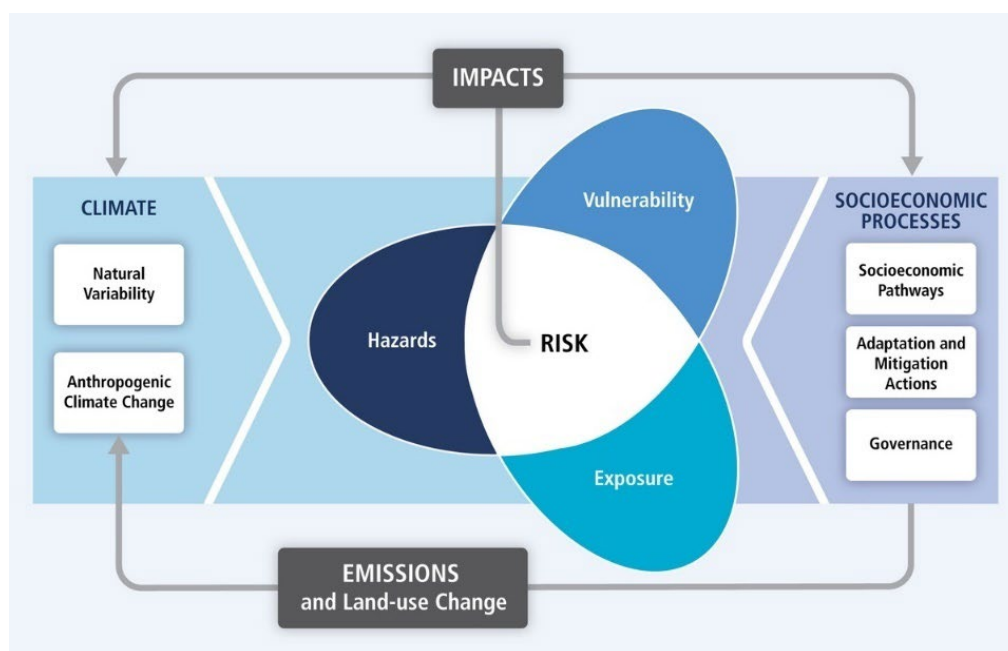 IMPACTS
CLIMATE
Natural
Variability
Anthropogenic
Climate Change
Vulnerability
Hazards
RISK
Exposure
SOCIOECONOMIC
PROCESSES
Socioeconomic
Pathways
Adaptation and
Mitigation
Actions
Governance
EMISSIONS
and Land-use Change